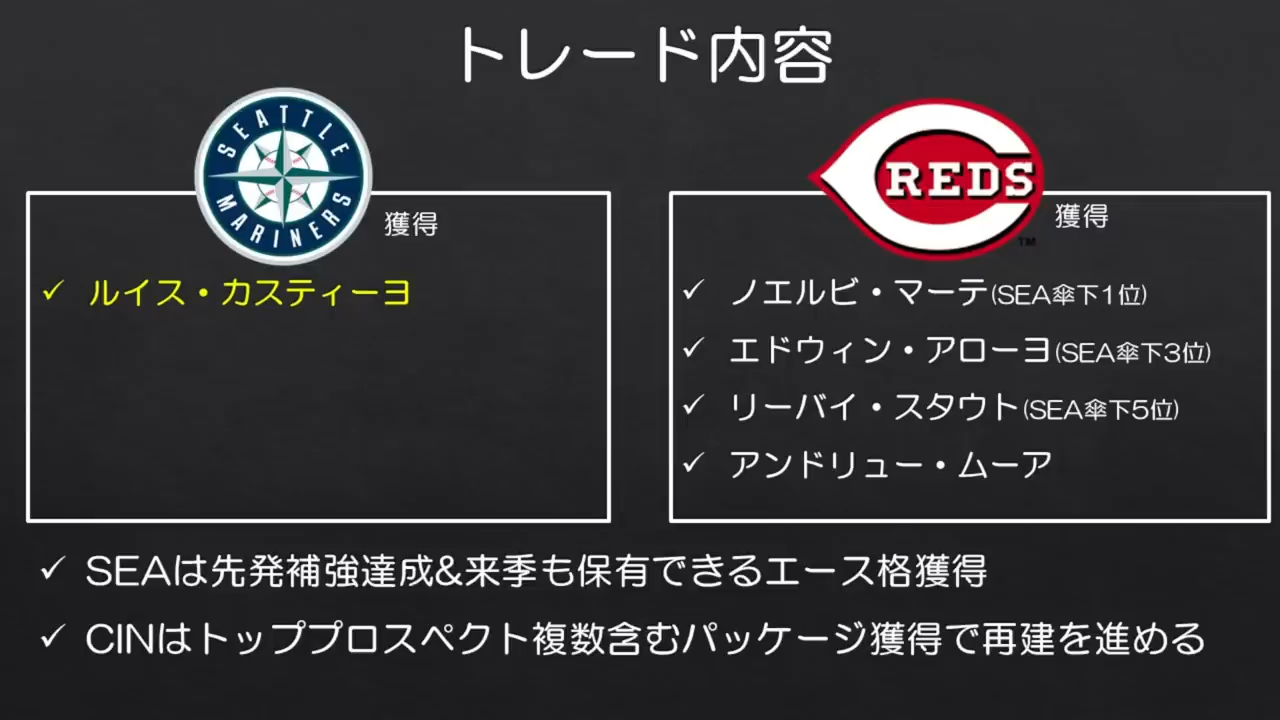 トレード内容
SEATTLE
MARINERS
獲得
✓ ルイス・カスティーヨ
REDS
TM
獲得
✓ ノエルビ・マーテ(SEA傘下1位)
✓ エドウィン・アローヨ(SEA傘下3位)
✓ リーバイ・スタウト(SEA傘下5位)
✓ アンドリュー・ムーア
✓ SEAは先発補強達成&来季も保有できるエース格獲得
✓ CINはトッププロスペクト複数含むパッケージ獲得で再建を進める